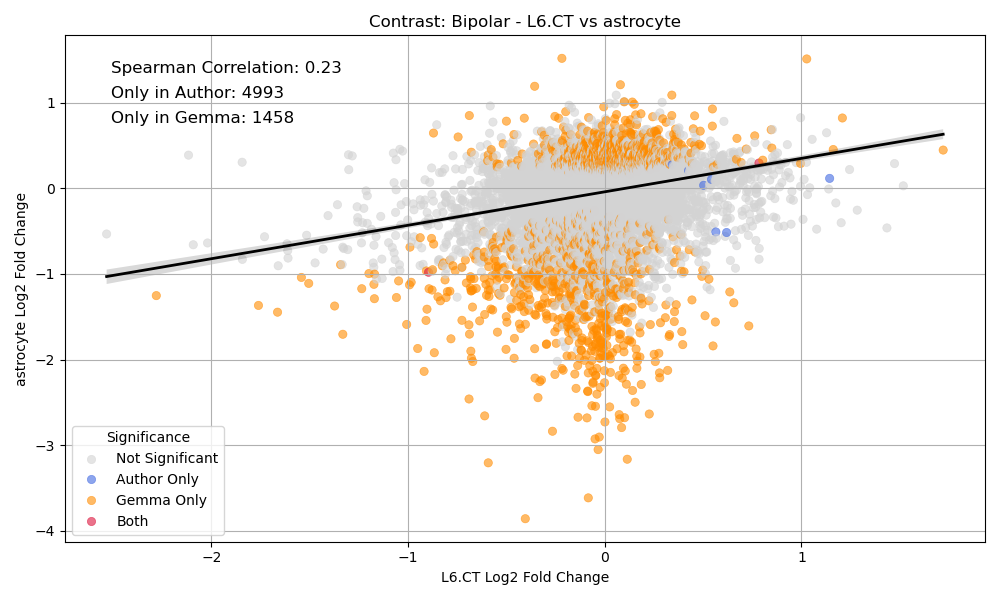 Contrast: Bipolar - L6.CT vs astrocyte
Spearman Correlation: 0.23
Only in Author: 4993
Only in Gemma: 1458
astrocyte Log2 Fold Change
1
0
−1
−2
−3
−4
Significance
Not Significant
Author Only
Gemma Only
Both
−2
−1
0
1
L6.CT Log2 Fold Change